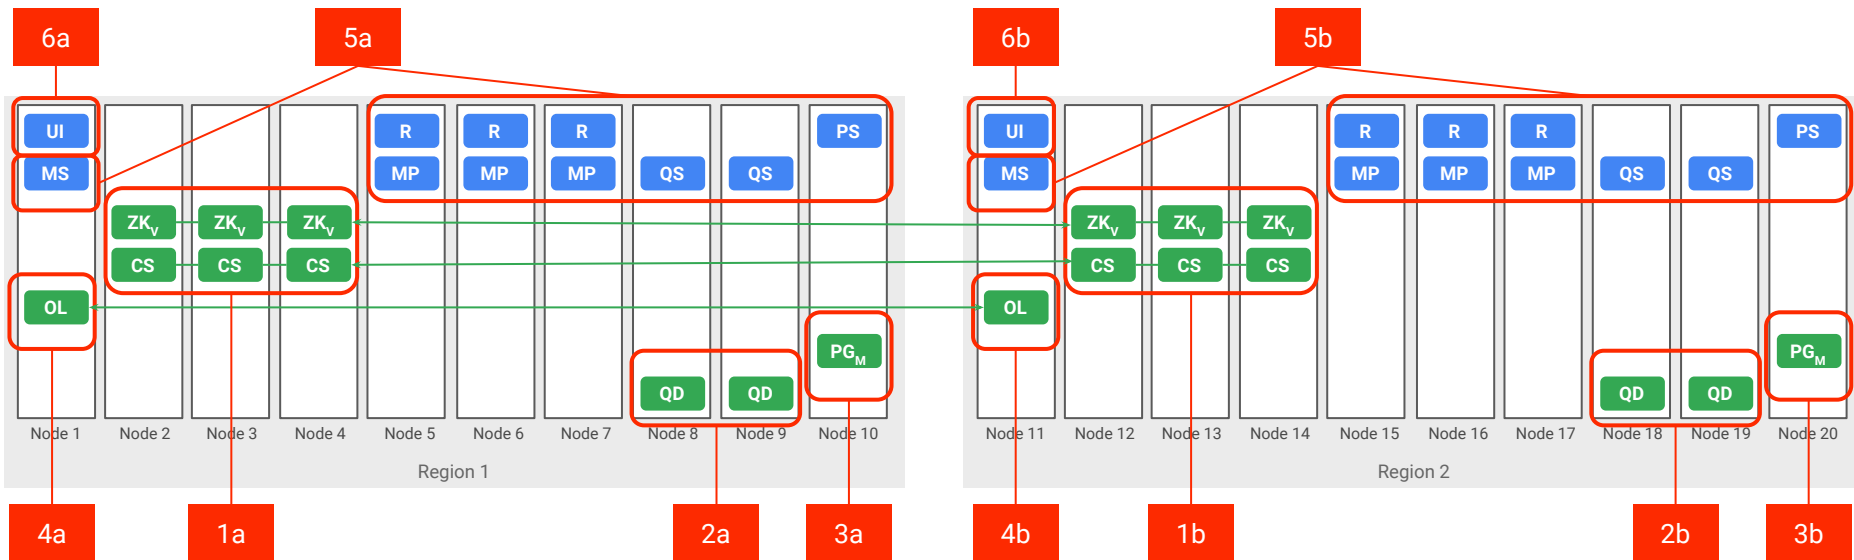 6a 5a 6b 5b
UI R R R PS UI R R R PS
MS MP MP MP QS QS MS MP MP MP QS QS
ZKV ZKV ZKV ZKV ZKV ZKV
CS CS CS CS CS CS
OL OL
PGM PGM
QD QD QD QD
Node 1 Node 2 Node 3 Node 4 Node 5 Node 6 Node 7 Node 8 Node 9 Node 10 Node 11 Node 12 Node 13 Node 14 Node 15 Node 16 Node 17 Node 18 Node 19 Node 20
Region 1 Region 2
4a 1a 2a 3a 4b 1b 2b 3b